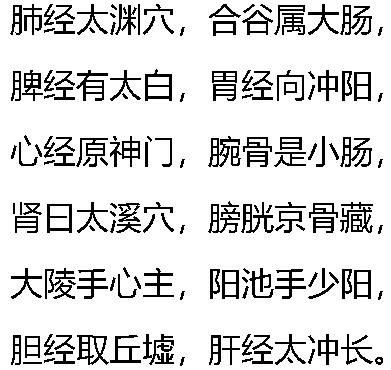 肺经太渊穴，合谷属大肠，
脾经有太白，胃经向冲阳，
心经原神门，腕骨是小肠，
肾曰太溪穴，膀胱京骨藏，
大陵手心主，阳池手少阳，
胆经取丘墟，肝经太冲长。